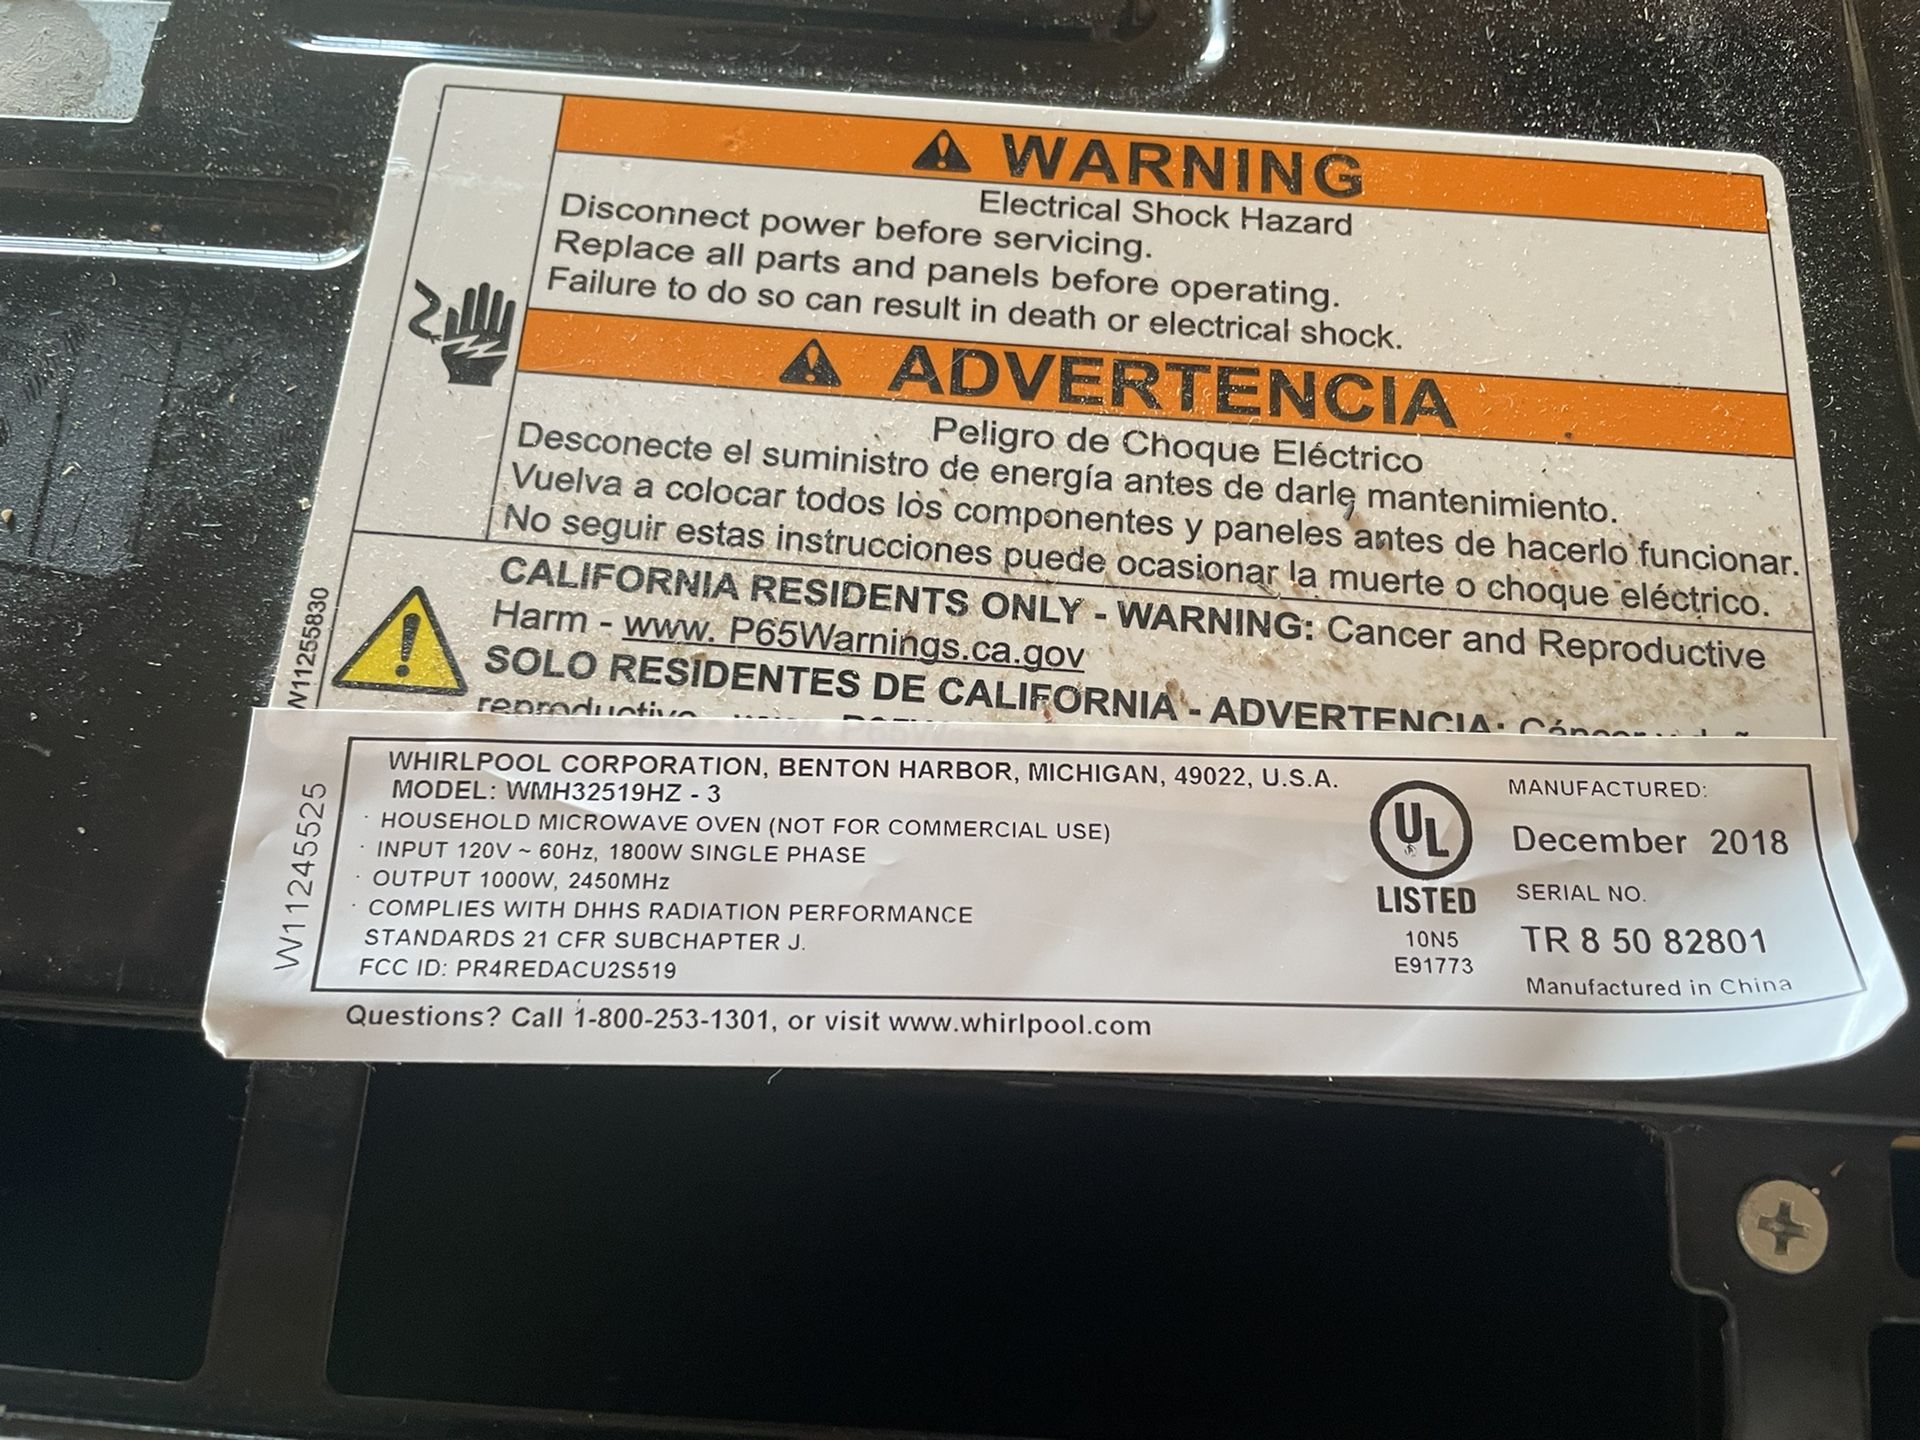 WARNING
Electrical Shock Hazard
Disconnect power before servicing.
Replace all parts and panels before operating.
Failure to do so can result in death or electrical shock.
ADVERTENCIA
Peligro de Choque Eléctrico
Desconecte el suministro de energía antes de darle mantenimiento.
Vuelva a colocar todos los componentes y paneles antes de hacerlo funcionar.
No seguir estas instrucciones puede ocasionar la muerte o choque eléctrico.
CALIFORNIA RESIDENTS ONLY - WARNING: Cancer and Reproductive
Harm - www. P65Warnings.ca.gov
SOLO RESIDENTES DE CALIFORNIA - ADVERTENCIA:
W11255830
W11245525
WHIRLPOOL CORPORATION, BENTON HARBOR, MICHIGAN, 49022, U.S.A.
MODEL: WMH32519HZ - 3
· HOUSEHOLD MICROWAVE OVEN (NOT FOR COMMERCIAL USE)
· INPUT 120V ~ 60Hz, 1800W SINGLE PHASE
· OUTPUT 1000W, 2450MHz
· COMPLIES WITH DHHS RADIATION PERFORMANCE
STANDARDS 21 CFR SUBCHAPTER J.
FCC ID: PR4REDACU2S519
UL
®
LISTED
10N5
E91773
MANUFACTURED:
December 2018
SERIAL NO.
TR 8 50 82801
Manufactured in China
Questions? Call 1-800-253-1301, or visit www.whirlpool.com